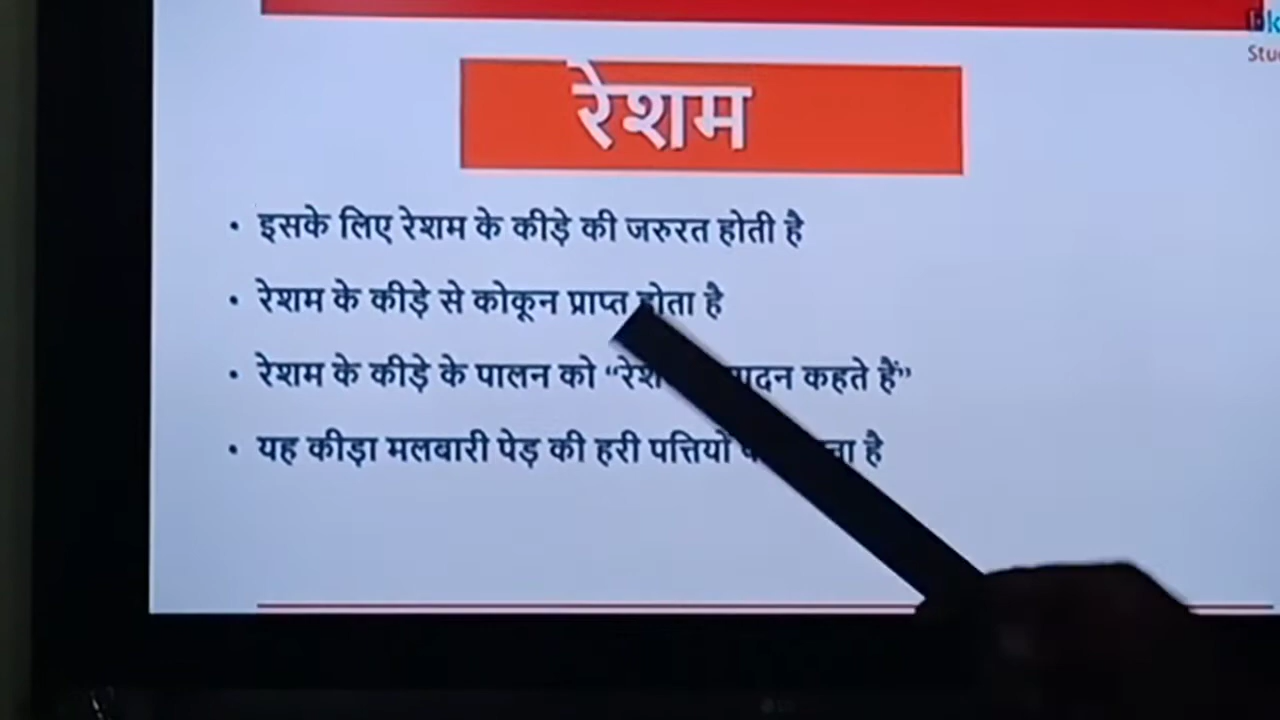 रेशम
• इसके लिए रेशम के कीड़े की जरुरत होती है
• रेशम के कीड़े से कोकून प्राप्त होता है
• रेशम के कीड़े के पालन को कहते हैं”
• यह कीड़ा मलबारी पेड़ की हरी पत्तियों है